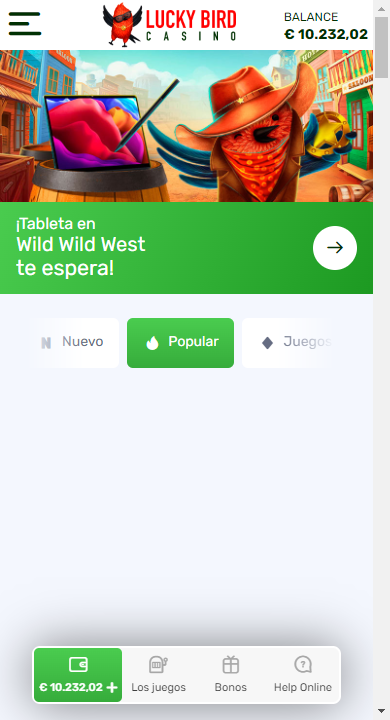 LUCKY BIRD
CASINO
BALANCE
€ 10.232,02
¡Tableta en
Wild Wild West
te espera!
Nuevo
Popular
Juegos
€ 10.232,02 +
Los juegos
Bonos
Help Online